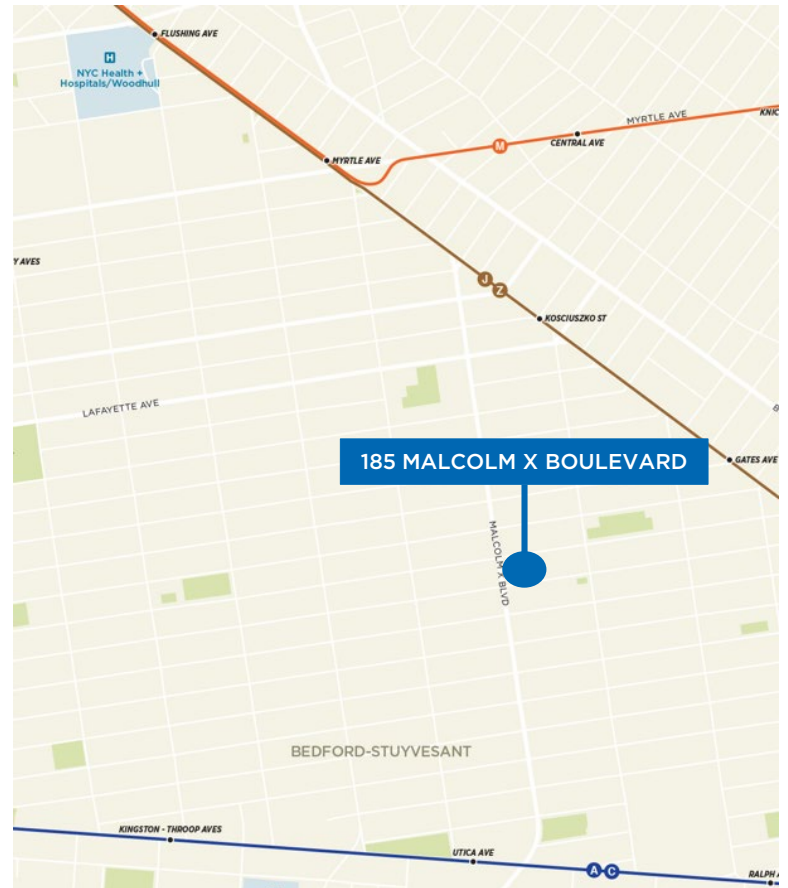 FLUSHING AVE
H
NYC Health +
Hospitals/Woodhull
MYRTLE AVE
KNIC
CENTRAL AVE
M
MYRTLE AVE
Y AVES
J
Z
KOSCIUSZKO ST
LAFAYETTE AVE
B
185 MALCOLM X BOULEVARD
GATES AVE
MALCOLM X BLVD
BEDFORD-STUYVESANT
KINGSTON - THROOP AVES
UTICA AVE
A C
RALPH A